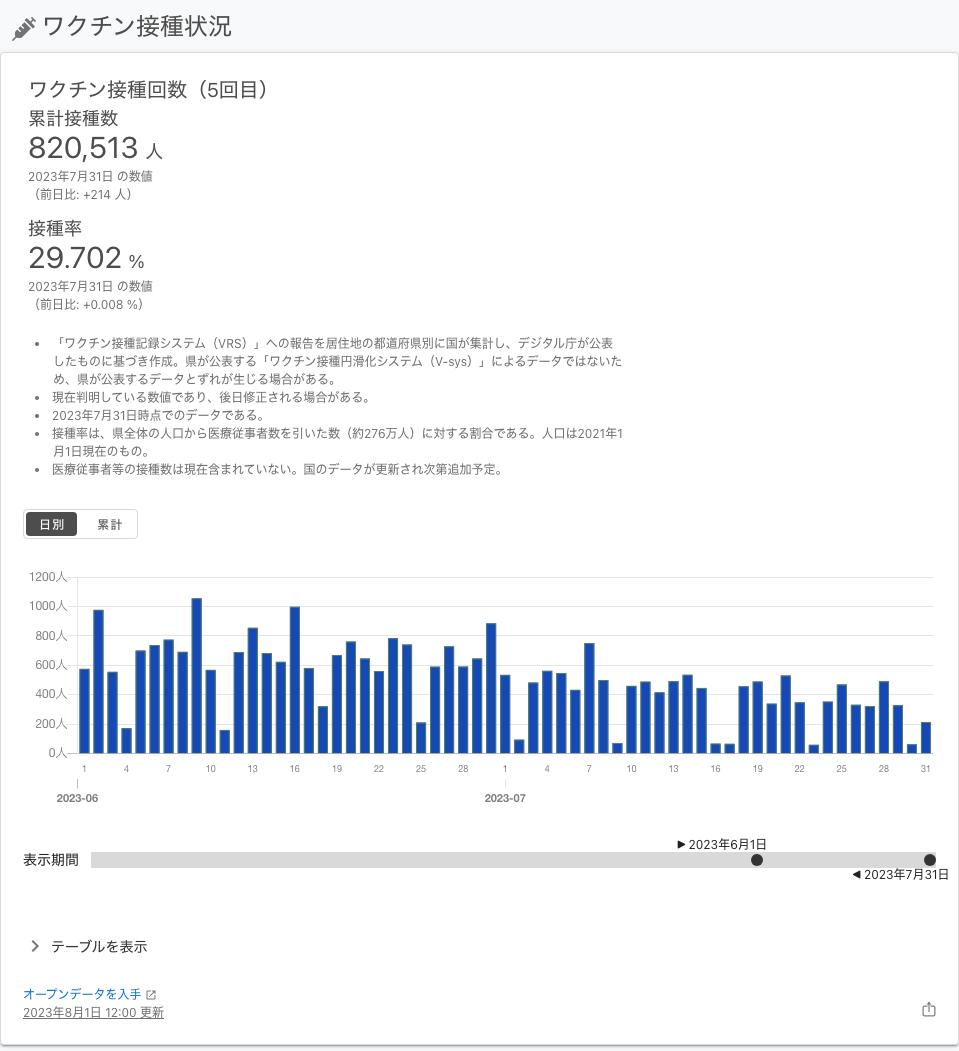 ワクチン接種状況
ワクチン接種回数（5回目）
累計接種数
820,513 人
2023年7月31日 の数値
（前日比: +214 人）
接種率
29.702 %
2023年7月31日 の数値
（前日比: +0.008 %）
• 「ワクチン接種記録システム（VRS）」への報告を居住地の都道府県別に国が集計し、デジタル庁が公表
したものに基づき作成。県が公表する「ワクチン接種円滑化システム（V-sys）」によるデータではないた
め、県が公表するデータとずれが生じる場合がある。
• 現在判明している数値であり、後日修正される場合がある。
• 2023年7月31日時点でのデータである。
• 接種率は、県全体の人口から医療従事者数を引いた数（約276万人）に対する割合である。人口は2021年1
月1日現在のもの。
• 医療従事者等の接種数は現在含まれていない。国のデータが更新され次第追加予定。
日別 累計
1200人
1000人
800人
600人
400人
200人
0人
1 4 7 10 13 16 19 22 25 28 1 4 7 10 13 16 19 22 25 28 31
2023-06 2023-07
▶ 2023年6月1日
表示期間
◀ 2023年7月31日
テーブルを表示
オープンデータを入手
2023年8月1日 12:00 更新